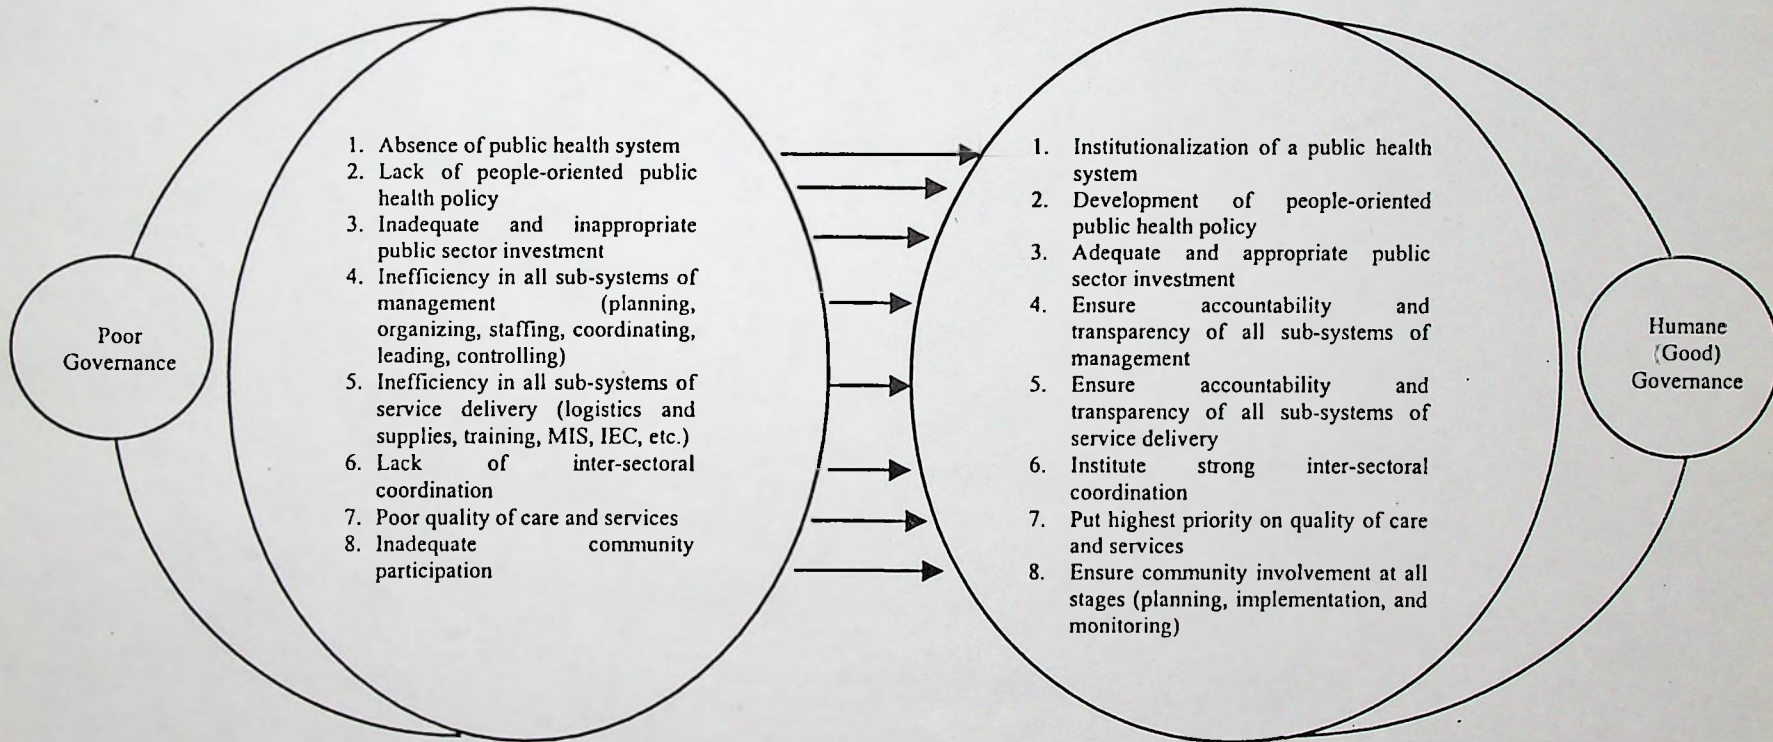 Poor
Governance
1. Absence of public health system
2. Lack of people-oriented public
health policy
3. Inadequate and inappropriate
public sector investment
4. Inefficiency in all sub-systems of
management (planning,
organizing, staffing, coordinating,
leading, controlling)
5. Inefficiency in all sub-systems of
service delivery (logistics and
supplies, training, MIS, IEC, etc.)
6. Lack of inter-sectoral
coordination
7. Poor quality of care and services
8. Inadequate community
participation
1. Institutionalization of a public health
system
2. Development of people-oriented
public health policy
3. Adequate and appropriate public
sector investment
4. Ensure accountability and
transparency of all sub-systems of
management
5. Ensure accountability and
transparency of all sub-systems of
service delivery
6. Institute strong inter-sectoral
coordination
7. Put highest priority on quality of care
and services
8. Ensure community involvement at all
stages (planning, implementation, and
monitoring)
Humane
(Good)
Governance